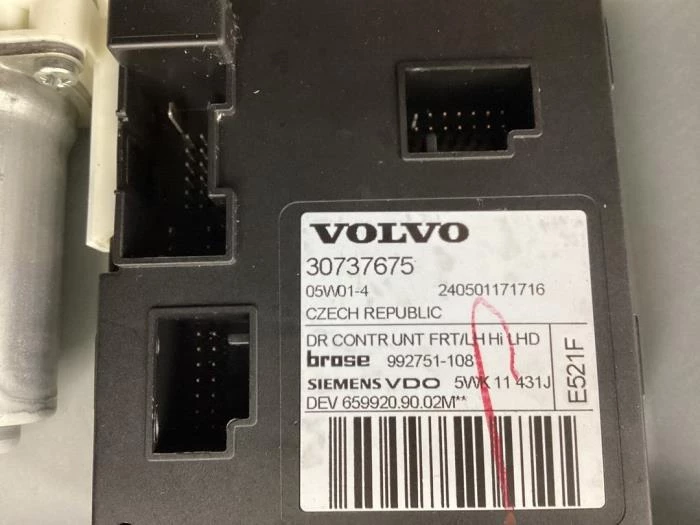 VOLVO
30737675
05W01-4 240501171716
CZECH REPUBLIC
DR CONTR UNT FRT/LH Hi LHD
brose 992751-108
SIEMENS VDO 5WK 11 431J
DEV 659920.90.02M**
E521F